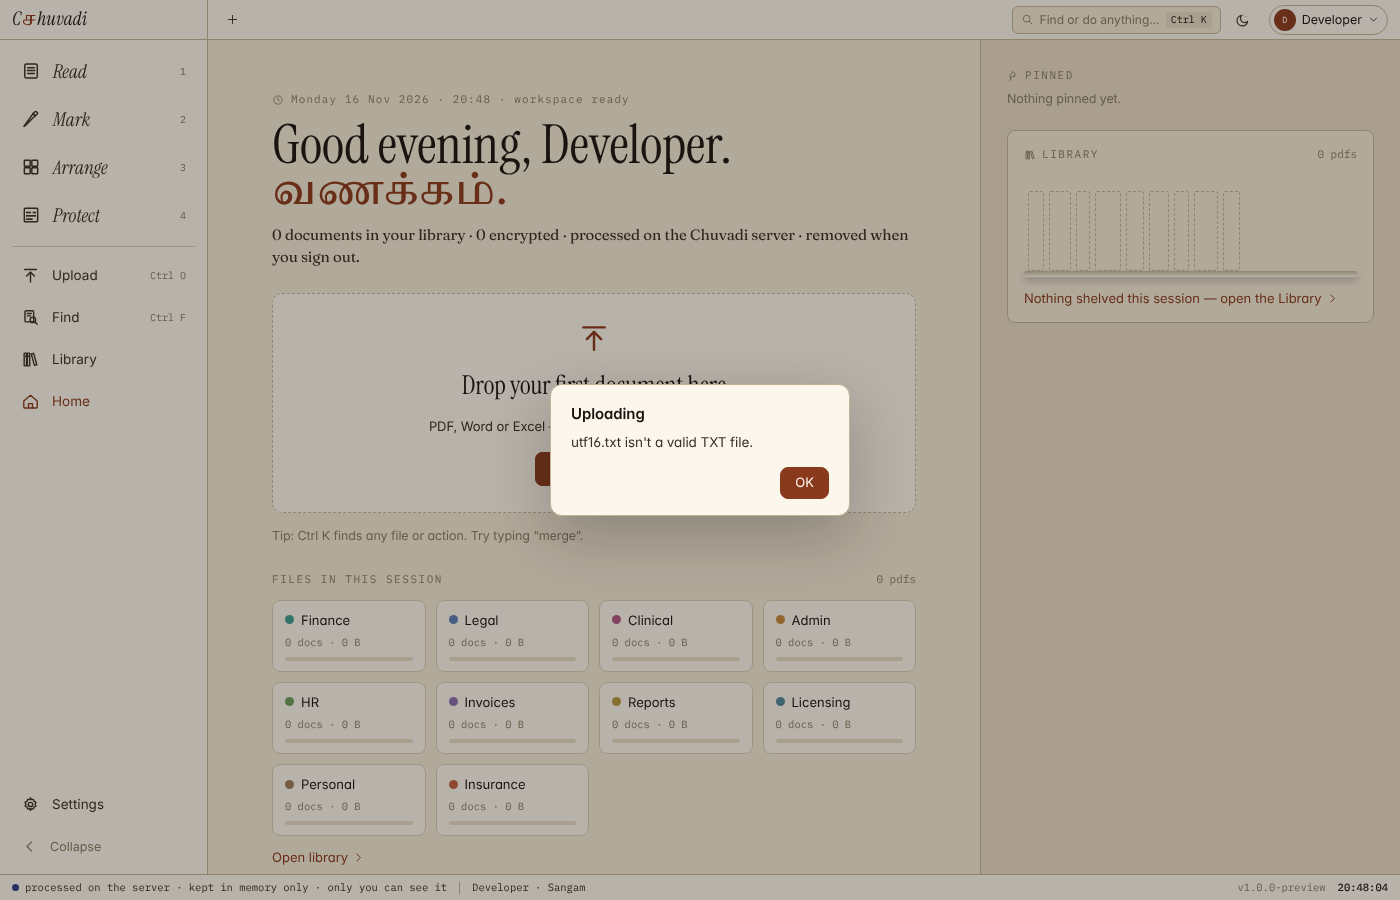 Cசhuvadi
Find or do anything... Ctrl K
D Developer
Read 1
Mark 2
Arrange 3
Protect 4
Upload Ctrl O
Find Ctrl F
Library
Home
Settings
Collapse
Monday 16 Nov 2026 · 20:48 · workspace ready
Good evening, Developer.
வணக்கம்.
0 documents in your library · 0 encrypted · processed on the Chuvadi server · removed when
you sign out.
Drop your first document here
PDF, Word or Excel
Uploading
utf16.txt isn't a valid TXT file.
OK
Tip: Ctrl K finds any file or action. Try typing “merge”.
FILES IN THIS SESSION 0 pdfs
Finance
0 docs · 0 B
Legal
0 docs · 0 B
Clinical
0 docs · 0 B
Admin
0 docs · 0 B
HR
0 docs · 0 B
Invoices
0 docs · 0 B
Reports
0 docs · 0 B
Licensing
0 docs · 0 B
Personal
0 docs · 0 B
Insurance
0 docs · 0 B
Open library
PINNED
Nothing pinned yet.
LIBRARY 0 pdfs
Nothing shelved this session — open the Library
processed on the server · kept in memory only · only you can see it | Developer · Sangam
v1.0.0-preview 20:48:04